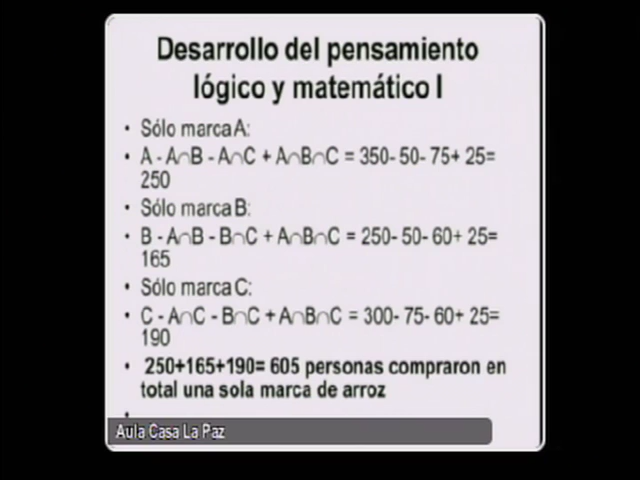 Desarrollo del pensamiento
lógico y matemático I
• Sólo marca A:
• A - A∩B - A∩C + A∩B∩C = 350- 50- 75+ 25=
250
• Sólo marca B:
• B - A∩B - B∩C + A∩B∩C = 250- 50- 60+ 25=
165
• Sólo marca C:
• C - A∩C - B∩C + A∩B∩C = 300- 75- 60+ 25=
190
• 250+165+190= 605 personas compraron en
total una sola marca de arroz
•
Aula Casa La Paz